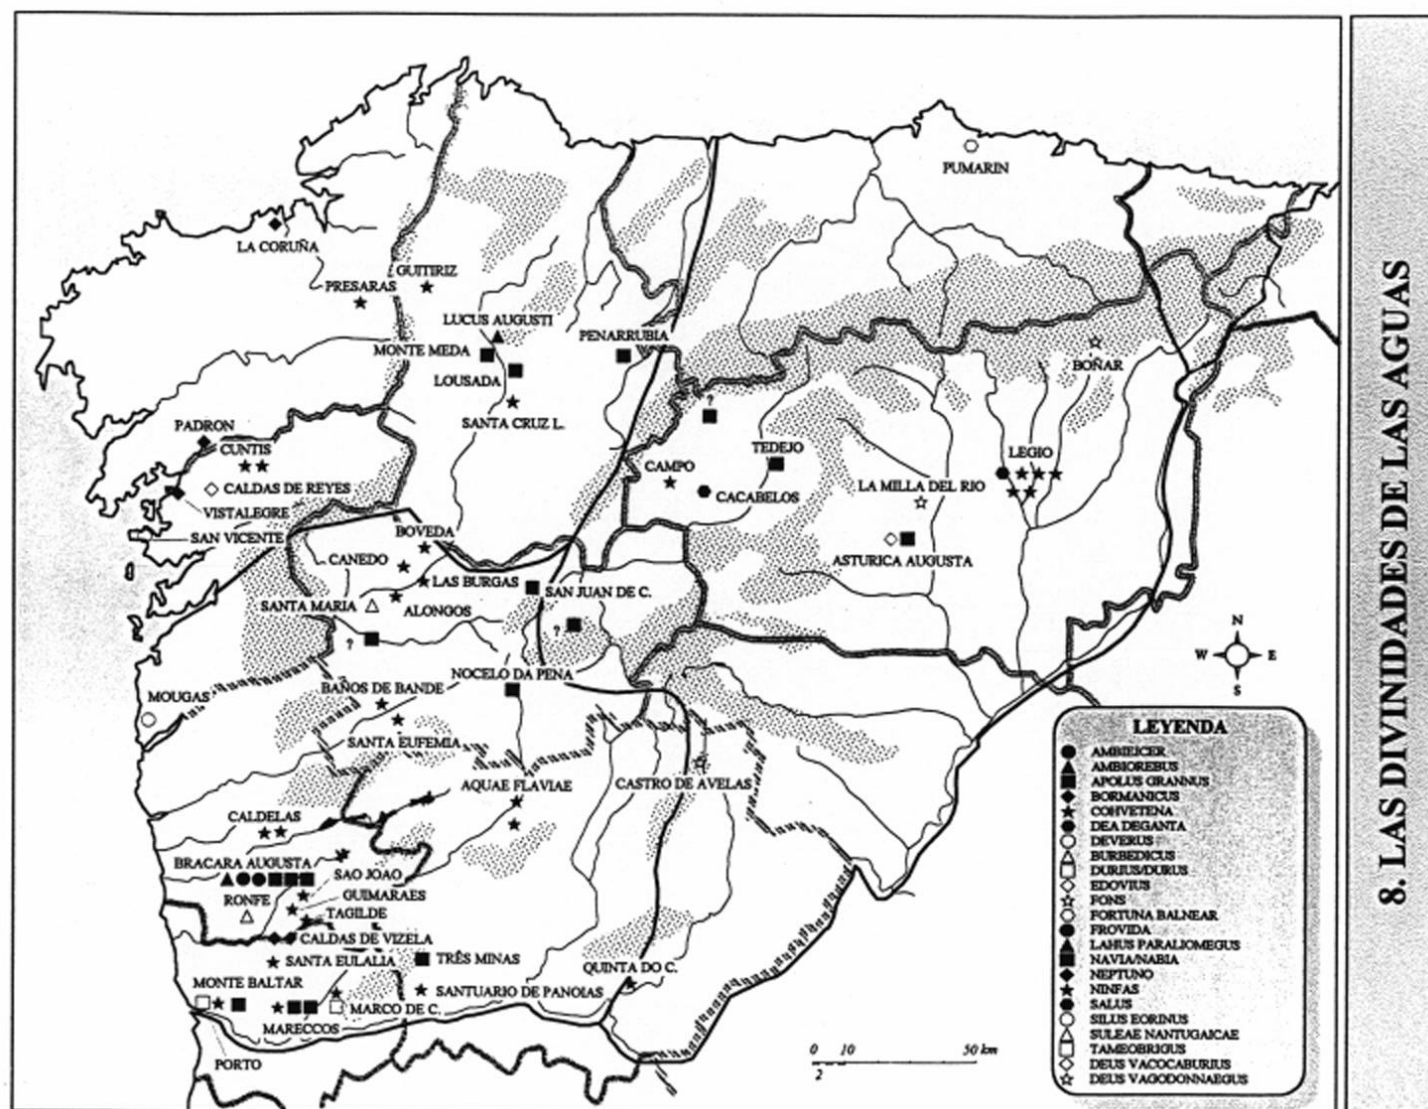 8. LAS DIVINIDADES DE LAS AGUAS
PUMARIN
LA CORUÑA
GUITIRIZ
PRESARAS
LUCUS AUGUSTI
PENARRUBIA
MONTE MEDA
LOUSADA
BOÑAR
SANTA CRUZ L.
?
PADRON
CUNTIS
TEDEJO
LEGIO
CAMPO
CALDAS DE REYES
CACABELOS
LA MILLA DEL RIO
VISTALEGRE
SAN VICENTE
BOVEDA
CANEDO
ASTURICA AUGUSTA
LAS BURGAS
SAN JUAN DE C.
SANTA MARIA
ALONGOS
?
?
N
W
E
S
NOCELO DA PENA
BAÑOS DE BANDE
MOUGAS
SANTA EUFEMIA
AQUAE FLAVIAE
CASTRO DE AVELAS
CALDELAS
BRACARA AUGUSTA
SAO JOAO
RONFE
GUIMARAES
TAGILDE
CALDAS DE VIZELA
SANTA EULALIA
TRÊS MINAS
QUINTA DO C.
MONTE BALTAR
SANTUARIO DE PANOIAS
MARCO DE C.
MARECCOS
PORTO
0 10 50 km
2
LEYENDA
AMBIEICER
AMBIOREBUS
APOLUS GRANNUS
BORMANICUS
COHVETENA
DEA DEGANTA
DEVERUS
BURBEDICUS
DURIUS/DURUS
EDOVIUS
FONS
FORTUNA BALNEAR
FROVIDA
LAHUS PARALIOMEGUS
NAVIA/NABIA
NEPTUNO
NINFAS
SALUS
SILUS EORINUS
SULEAE NANTUGAICAE
TAMEOBRIGUS
DEUS VACOCABURIUS
DEUS VAGODONNAEGUS